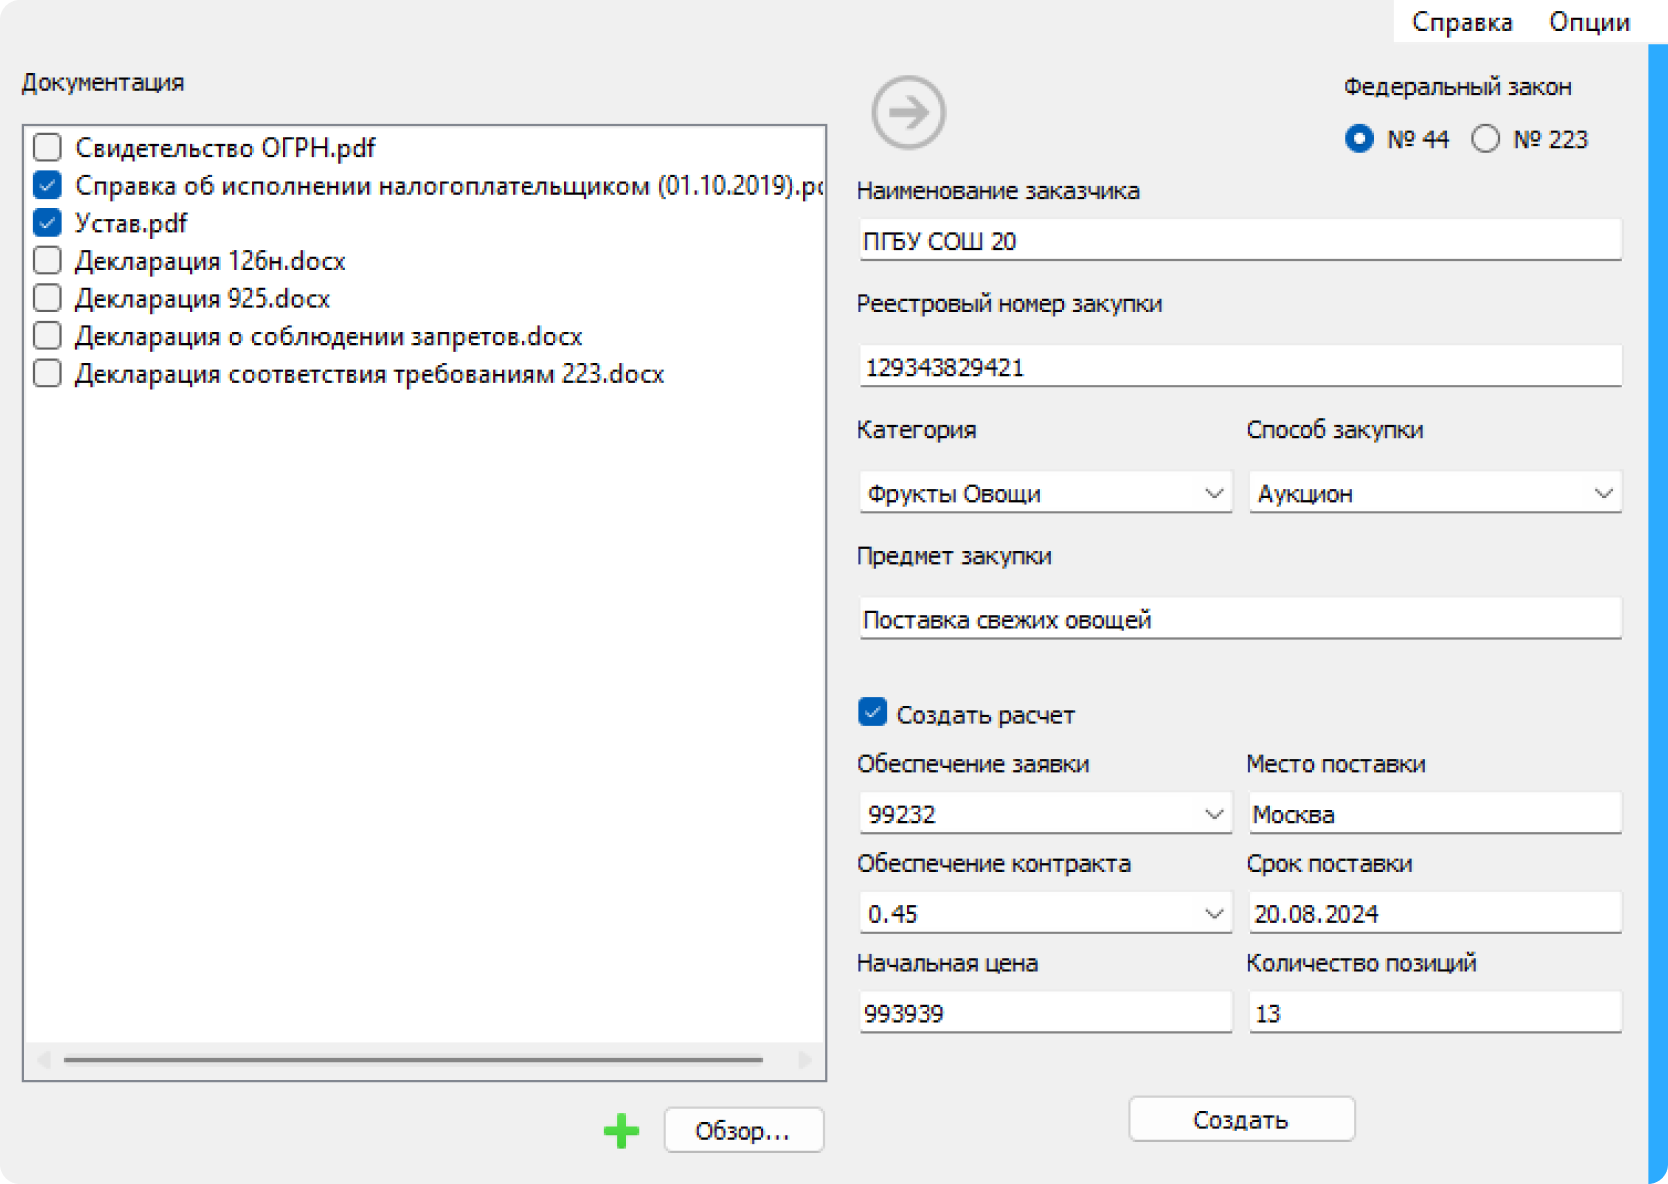 Справка Опции
Документация
Свидетельство ОГРН.pdf
Справка об исполнении налогоплательщиком (01.10.2019).pd
Устав.pdf
Декларация 126н.docx
Декларация 925.docx
Декларация о соблюдении запретов.docx
Декларация соответствия требованиям 223.docx
Обзор...
Федеральный закон
№ 44 № 223
Наименование заказчика
ПГБУ СОШ 20
Реестровый номер закупки
129343829421
Категория Способ закупки
Фрукты Овощи Аукцион
Предмет закупки
Поставка свежих овощей
Создать расчет
Обеспечение заявки Место поставки
99232 Москва
Обеспечение контракта Срок поставки
0.45 20.08.2024
Начальная цена Количество позиций
993939 13
Создать